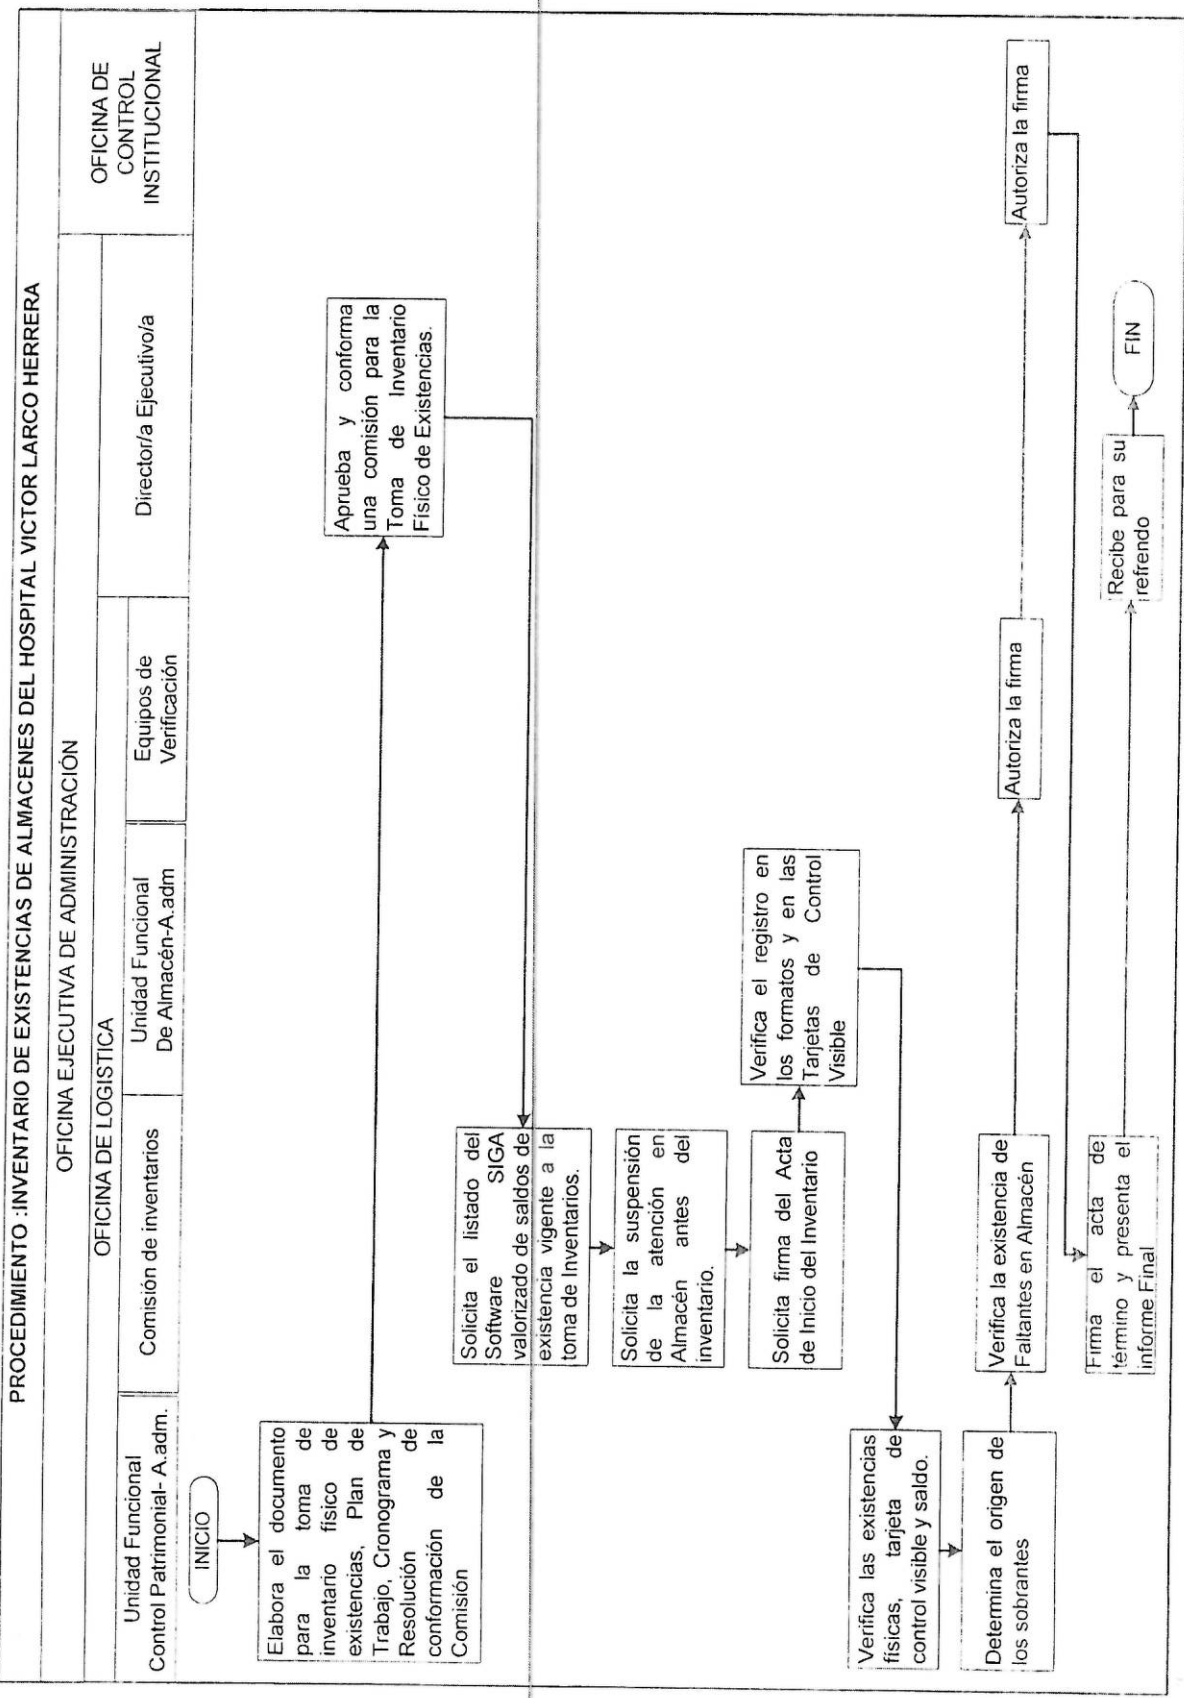 PROCEDIMIENTO :INVENTARIO DE EXISTENCIAS DE ALMACENES DEL HOSPITAL VICTOR LARCO HERRERA
OFICINA EJECUTIVA DE ADMINISTRACIÓN
OFICINA DE
CONTROL
INSTITUCIONAL
OFICINA DE LOGISTICA
Director/a Ejecutivo/a
Unidad Funcional
Control Patrimonial- A.adm.
Comisión de inventarios
Unidad Funcional
De Almacén-A.adm
Equipos de
Verificación
INICIO
Elabora el documento
para la toma de
inventario físico de
existencias, Plan de
Trabajo, Cronograma y
Resolución de
conformación de la
Comisión
Aprueba y conforma
una comisión para la
Toma de Inventario
Físico de Existencias.
Solicita el listado del
Software SIGA
valorizado de saldos de
existencia vigente a la
toma de Inventarios.
Solicita la suspensión
de la atención en
Almacén antes del
inventario.
Solicita firma del Acta
de Inicio del Inventario
Verifica el registro en
los formatos y en las
Tarjetas de Control
Visible
Verifica las existencias
físicas, tarjeta de
control visible y saldo.
Determina el origen de
los sobrantes
Verifica la existencia de
Faltantes en Almacén
Autoriza la firma
Autoriza la firma
Firma el acta de
término y presenta el
informe Final
Recibe para su
refrendo
FIN